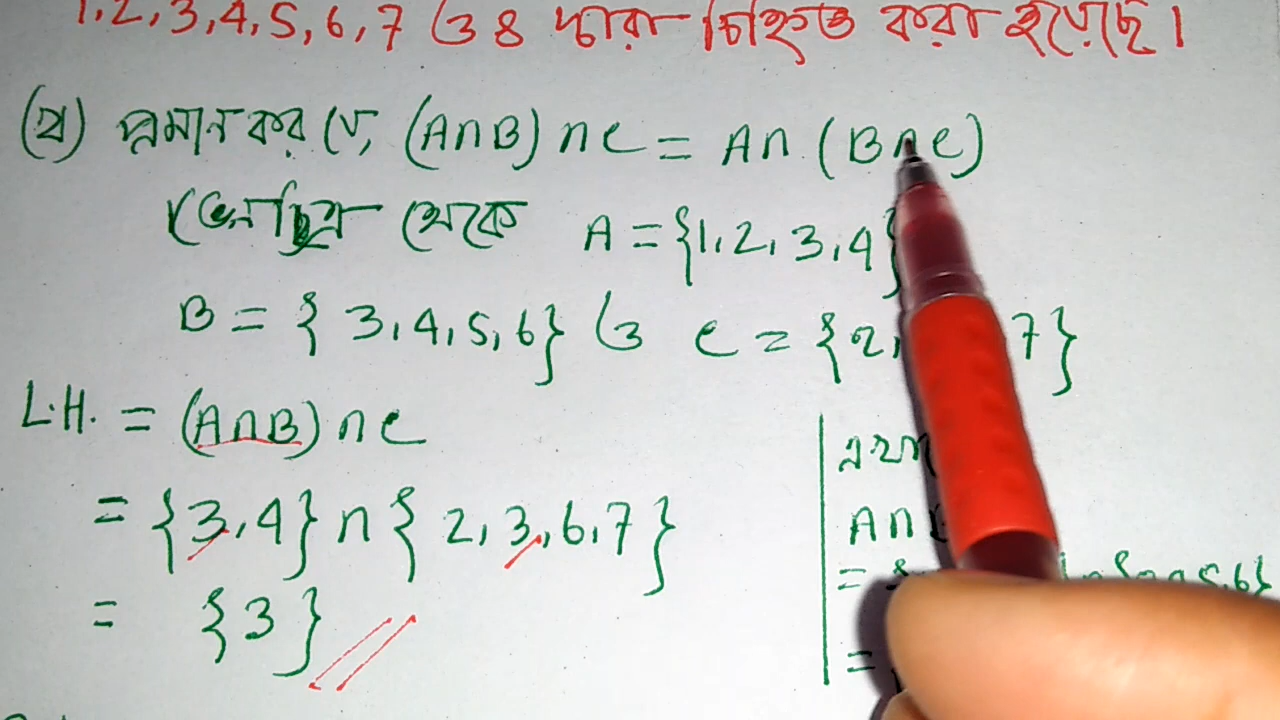 1,2,3,4,5,6,7 ও 8 দ্বারা চিহ্নিত করা হয়েছে।
(খ) প্রমান কর যে, (A∩B)∩C = A∩(B∩C)
ভেনচিত্র থেকে A = {1,2,3,4}
B = {3,4,5,6} ও C = {2, 7}
L.H. = (A∩B)∩C
= {3,4}∩{2,3,6,7}
= {3}
A∩
=
=